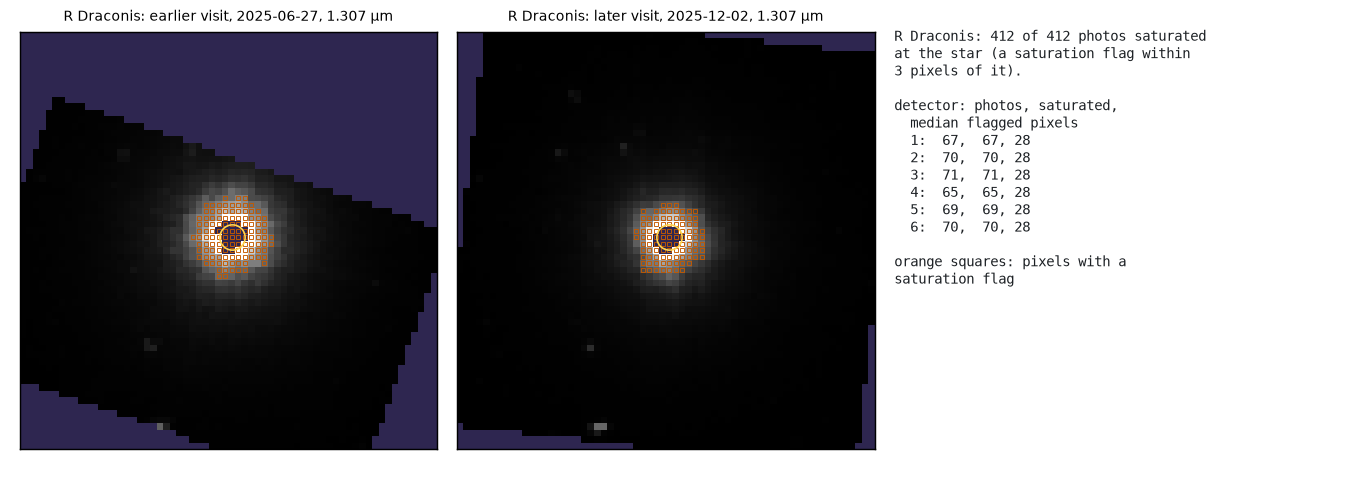 R Draconis: earlier visit, 2025-06-27, 1.307 µm
R Draconis: later visit, 2025-12-02, 1.307 µm
R Draconis: 412 of 412 photos saturated
at the star (a saturation flag within
3 pixels of it).
detector: photos, saturated,
median flagged pixels
1: 67, 67, 28
2: 70, 70, 28
3: 71, 71, 28
4: 65, 65, 28
5: 69, 69, 28
6: 70, 70, 28
orange squares: pixels with a
saturation flag